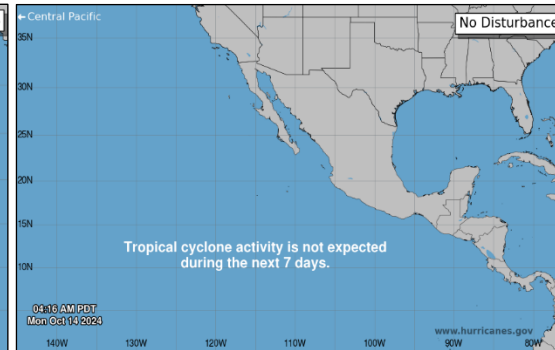 ← Central Pacific
No Disturbance
35N
30N
25N
20N
15N
Tropical cyclone activity is not expected
during the next 7 days.
10N
04:16 AM PDT
Mon Oct 14 2024
www.hurricanes.gov
140W 130W 120W 110W 100W 90W 80W